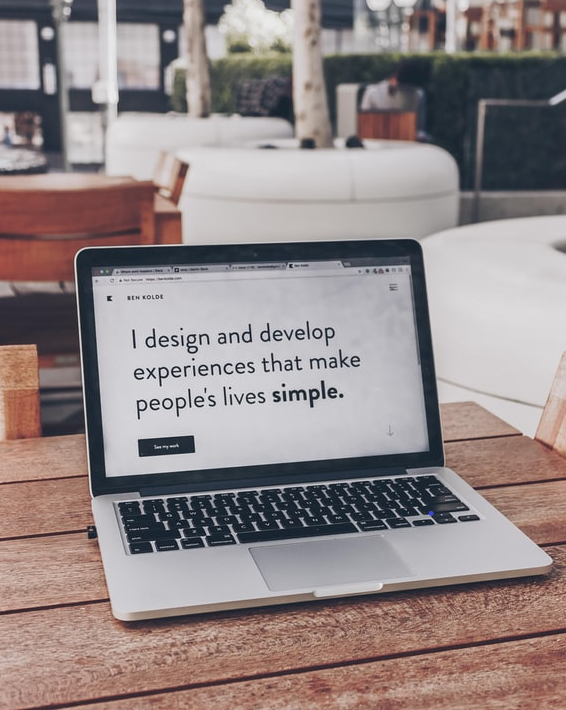 BEN KOLDE
I design and develop
experiences that make
people's lives simple.
See my work